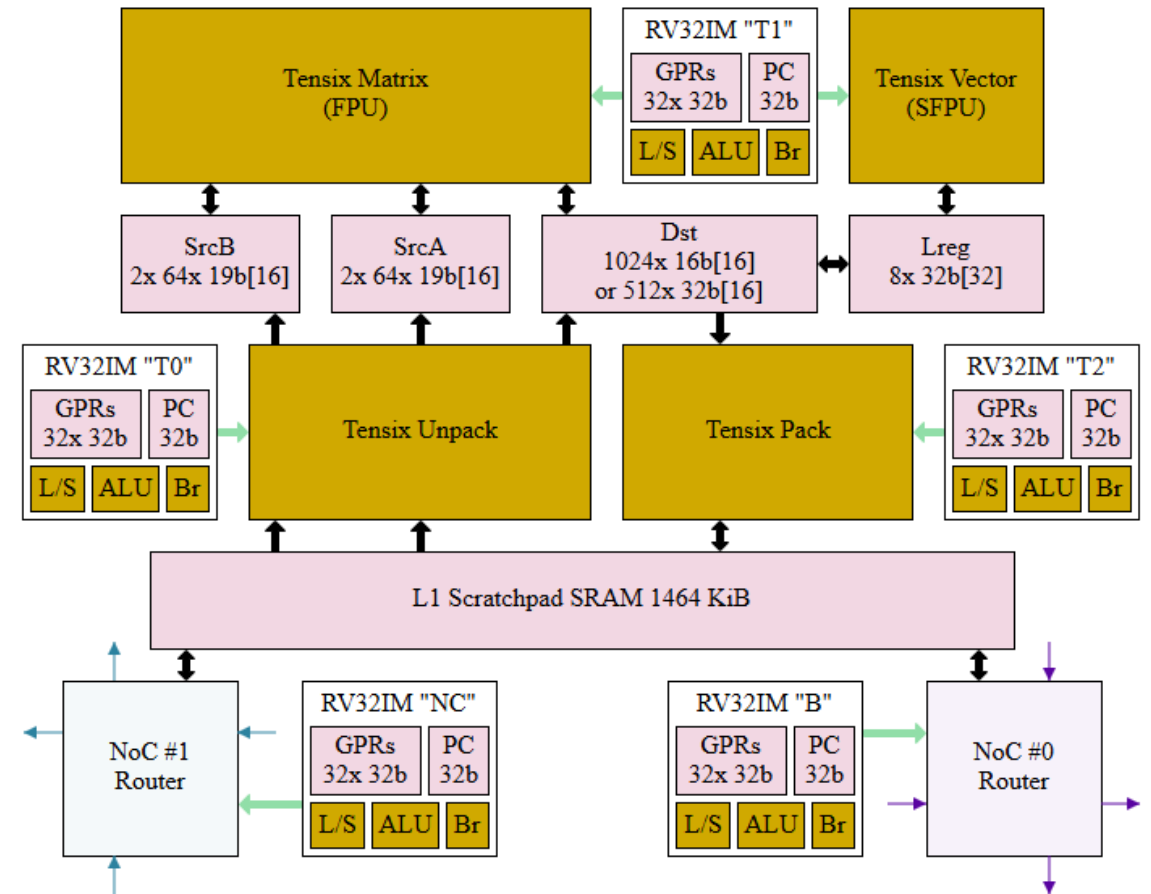 Tensix Matrix
(FPU)
RV32IM "T1"
GPRs
32x 32b
PC
32b
L/S
ALU
Br
Tensix Vector
(SFPU)
SrcB
2x 64x 19b[16]
SrcA
2x 64x 19b[16]
Dst
1024x 16b[16]
or 512x 32b[16]
Lreg
8x 32b[32]
RV32IM "T0"
GPRs
32x 32b
PC
32b
L/S
ALU
Br
Tensix Unpack
Tensix Pack
RV32IM "T2"
GPRs
32x 32b
PC
32b
L/S
ALU
Br
L1 Scratchpad SRAM 1464 KiB
NoC #1
Router
RV32IM "NC"
GPRs
32x 32b
PC
32b
L/S
ALU
Br
RV32IM "B"
GPRs
32x 32b
PC
32b
L/S
ALU
Br
NoC #0
Router